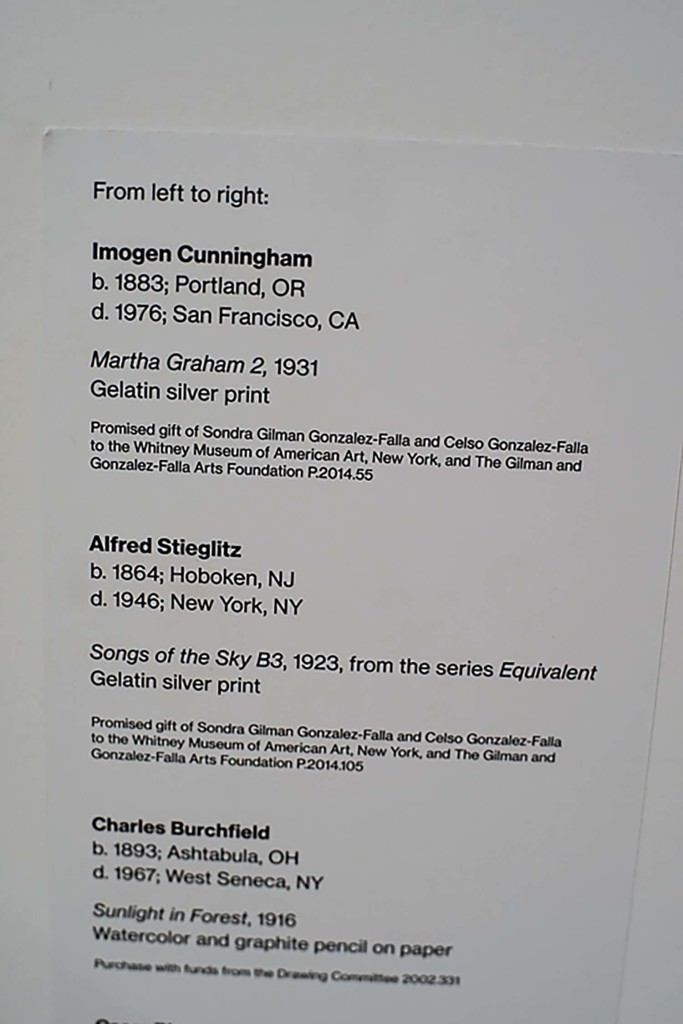 From left to right:
Imogen Cunningham
b. 1883; Portland, OR
d. 1976; San Francisco, CA
Martha Graham 2, 1931
Gelatin silver print
Promised gift of Sondra Gilman Gonzalez-Falla and Celso Gonzalez-Falla
to the Whitney Museum of American Art, New York, and The Gilman and
Gonzalez-Falla Arts Foundation P.2014.55
Alfred Stieglitz
b. 1864; Hoboken, NJ
d. 1946; New York, NY
Songs of the Sky B3, 1923, from the series Equivalent
Gelatin silver print
Promised gift of Sondra Gilman Gonzalez-Falla and Celso Gonzalez-Falla
to the Whitney Museum of American Art, New York, and The Gilman and
Gonzalez-Falla Arts Foundation P.2014.105
Charles Burchfield
b. 1893; Ashtabula, OH
d. 1967; West Seneca, NY
Sunlight in Forest, 1916
Watercolor and graphite pencil on paper
Purchase with funds from the Drawing Committee 2002.331